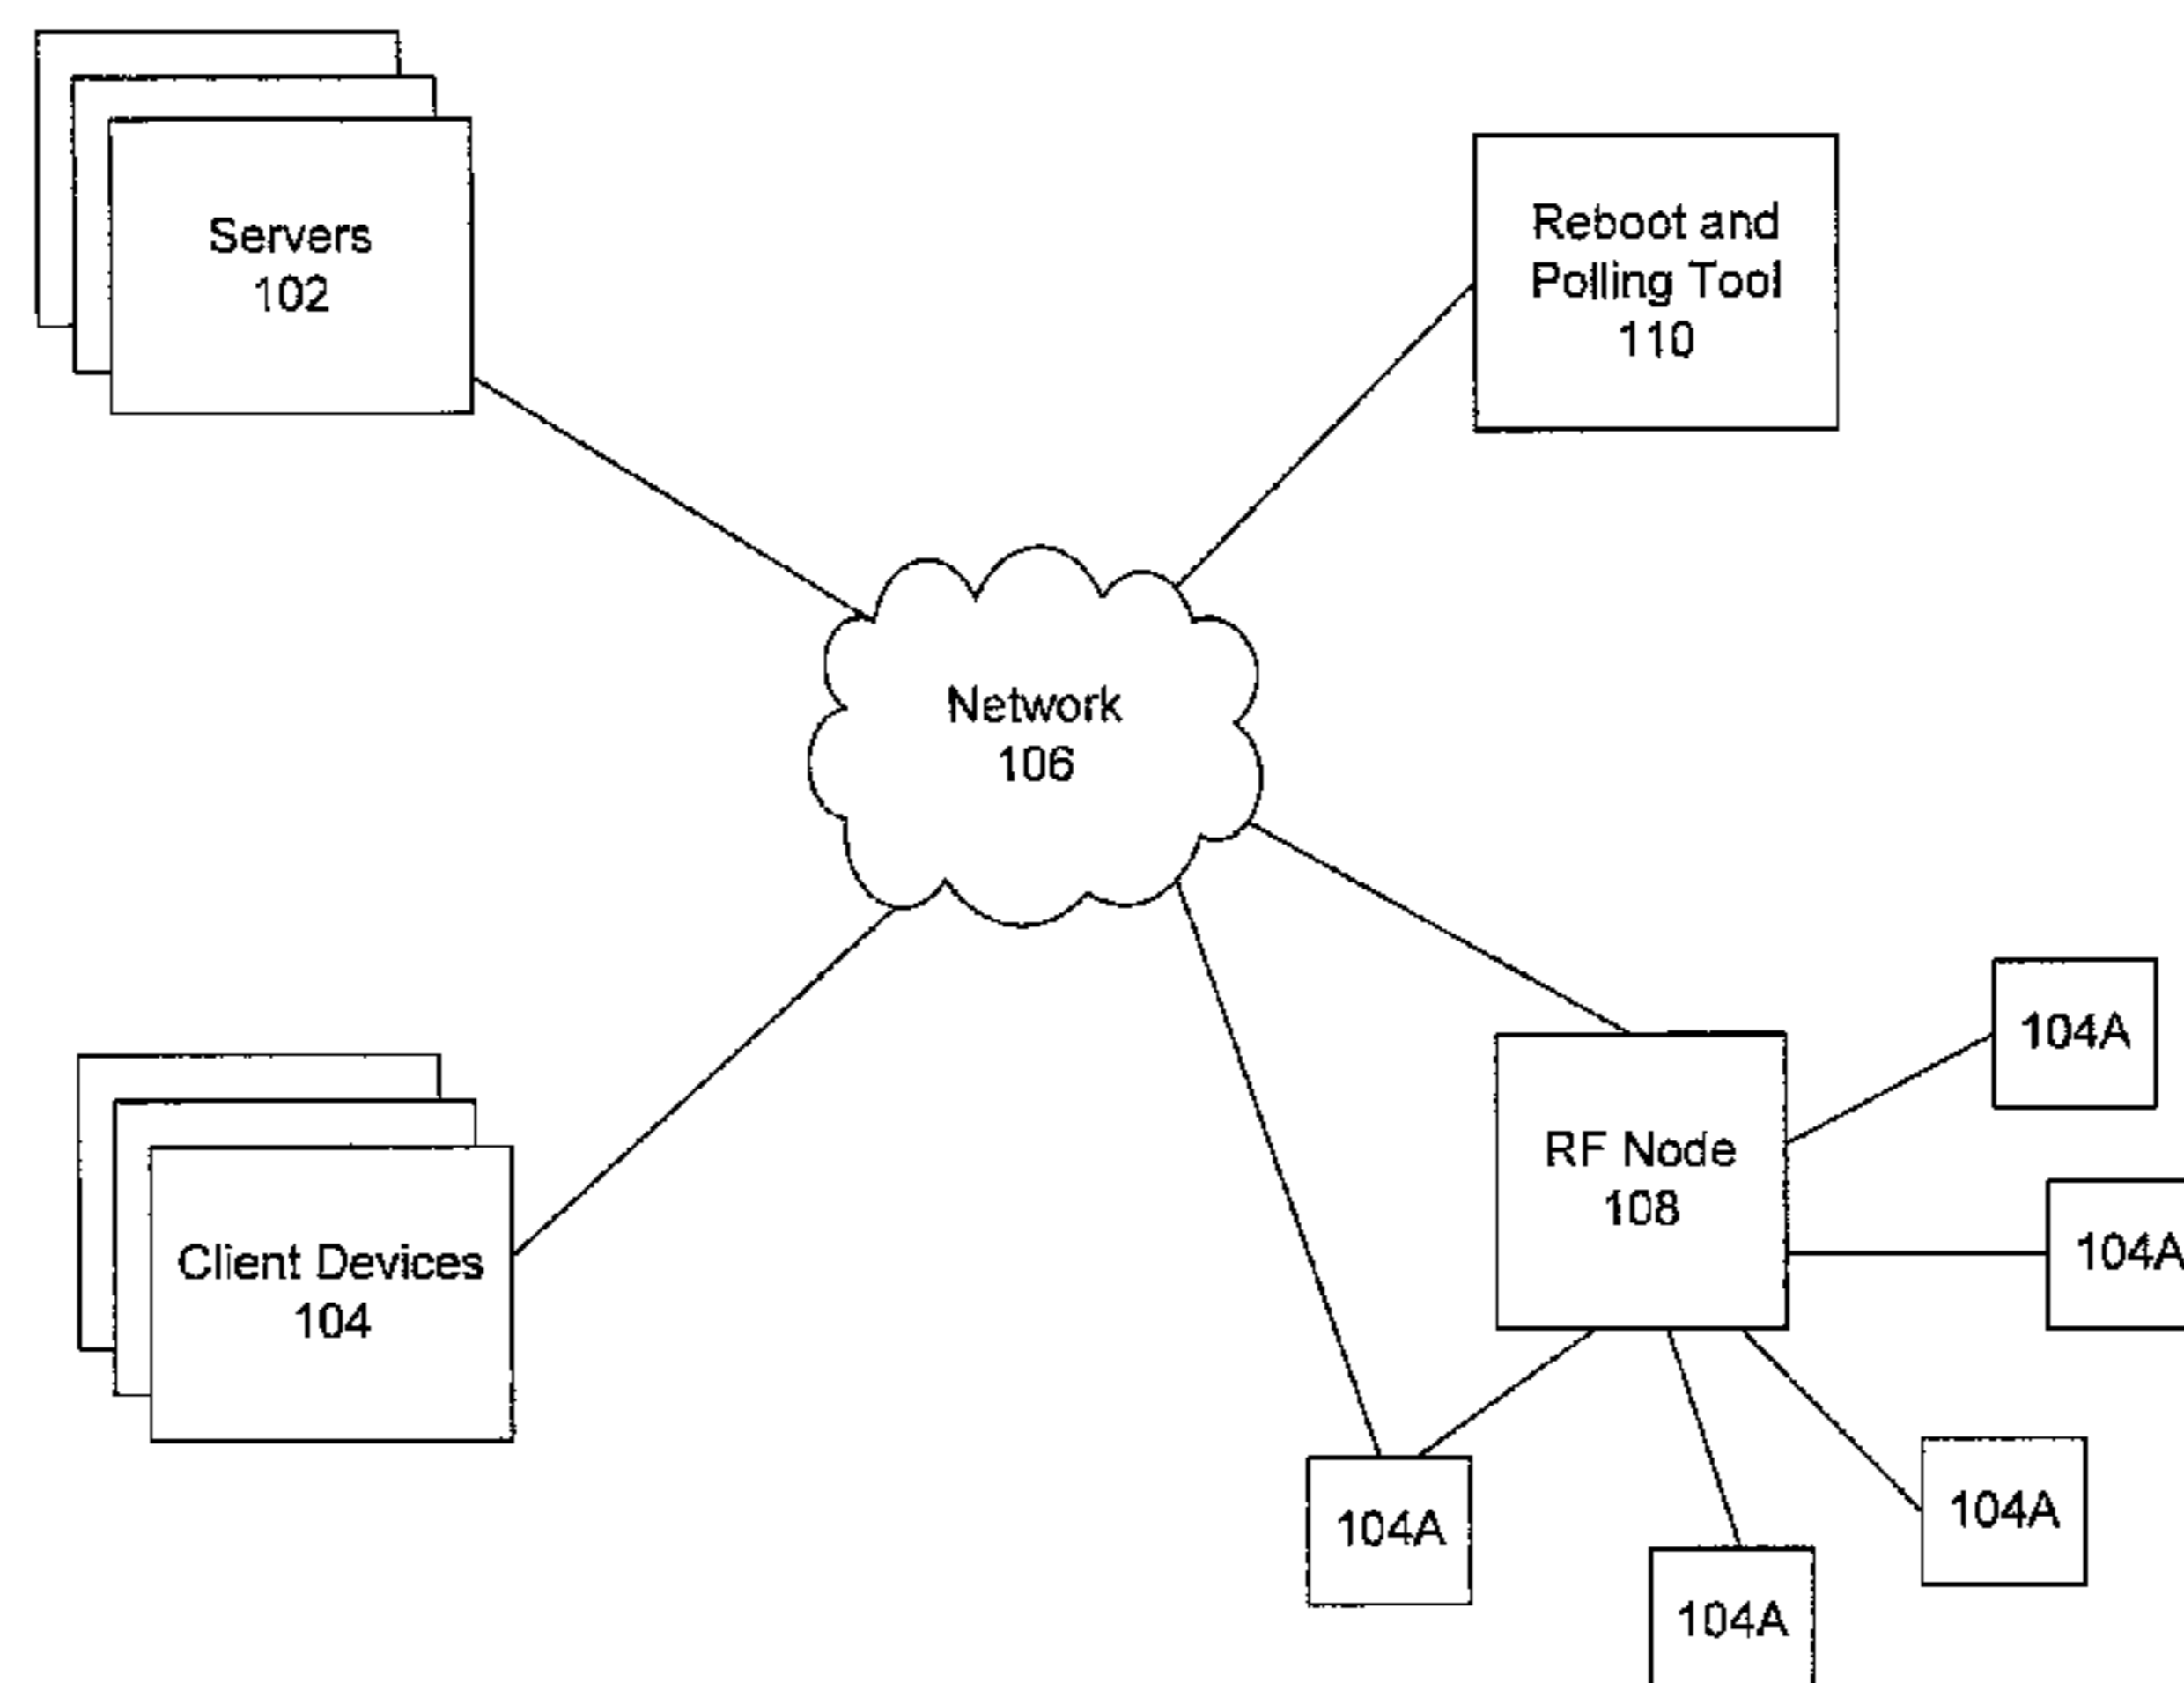 Servers
102
Reboot and
Polling Tool
110
Network
106
104A
RF Node
108
104A
Client Devices
104
104A
104A
104A